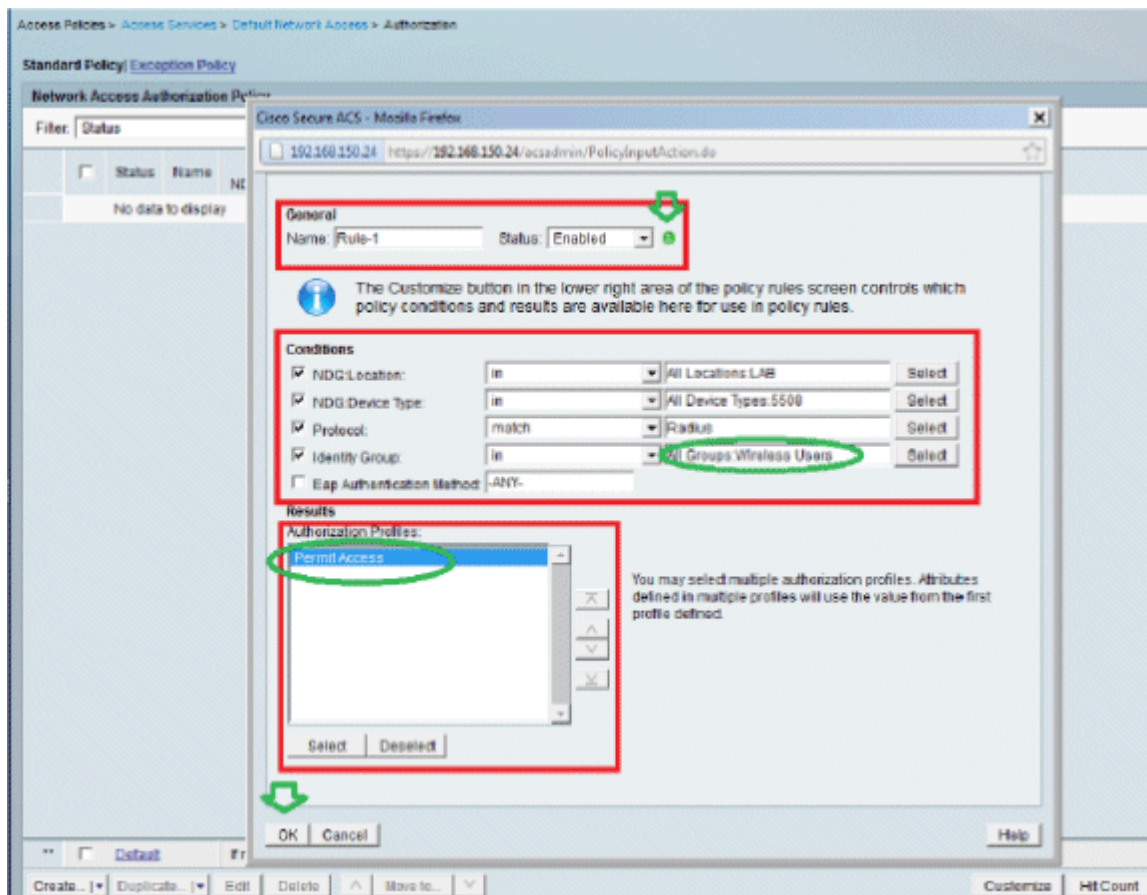 Access Policies > Access Services > Default Network Access > Authorization
Standard Policy| Exception Policy
Network Access Authorization Policy
Filter: Status
Status Name
No data to display
Cisco Secure ACS - Mozilla Firefox
192.168.150.24 https://192.168.150.24/acsadmin/PolicyInputAction.do
General
Name: Rule-1 Status: Enabled
The Customize button in the lower right area of the policy rules screen controls which
policy conditions and results are available here for use in policy rules.
Conditions
NDG:Location: in All Locations:LAB Select
NDG:Device Type: in All Device Types:5508 Select
Protocol: match Radius Select
Identity Group: in All Groups:Wireless Users Select
Eap Authentication Method: -ANY-
Results
Authorization Profiles:
Permit Access
You may select multiple authorization profiles. Attributes
defined in multiple profiles will use the value from the first
profile defined.
Select Deselect
OK Cancel Help
** Default
Create... Duplicate... Edit Delete Move to... Customize Hit Count